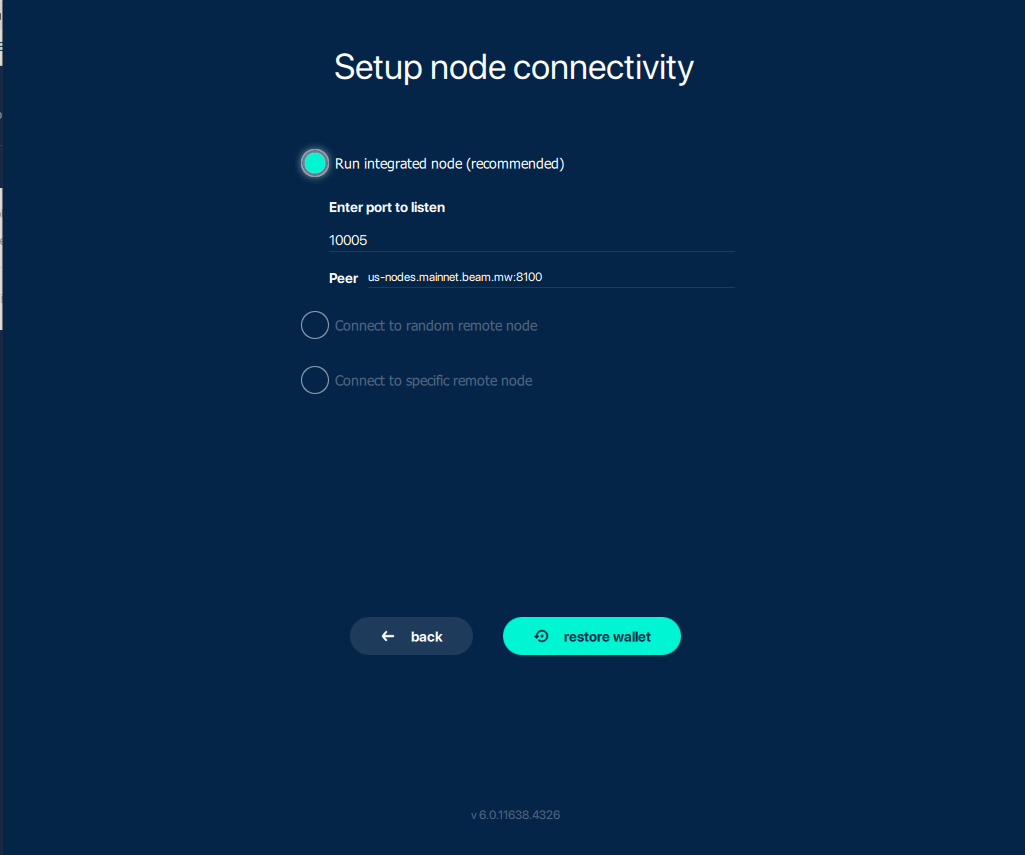 Setup node connectivity
Run integrated node (recommended)
Enter port to listen
10005
Peer us-nodes.mainnet.beam.mw:8100
Connect to random remote node
Connect to specific remote node
back
restore wallet
v 6.0.11638.4326